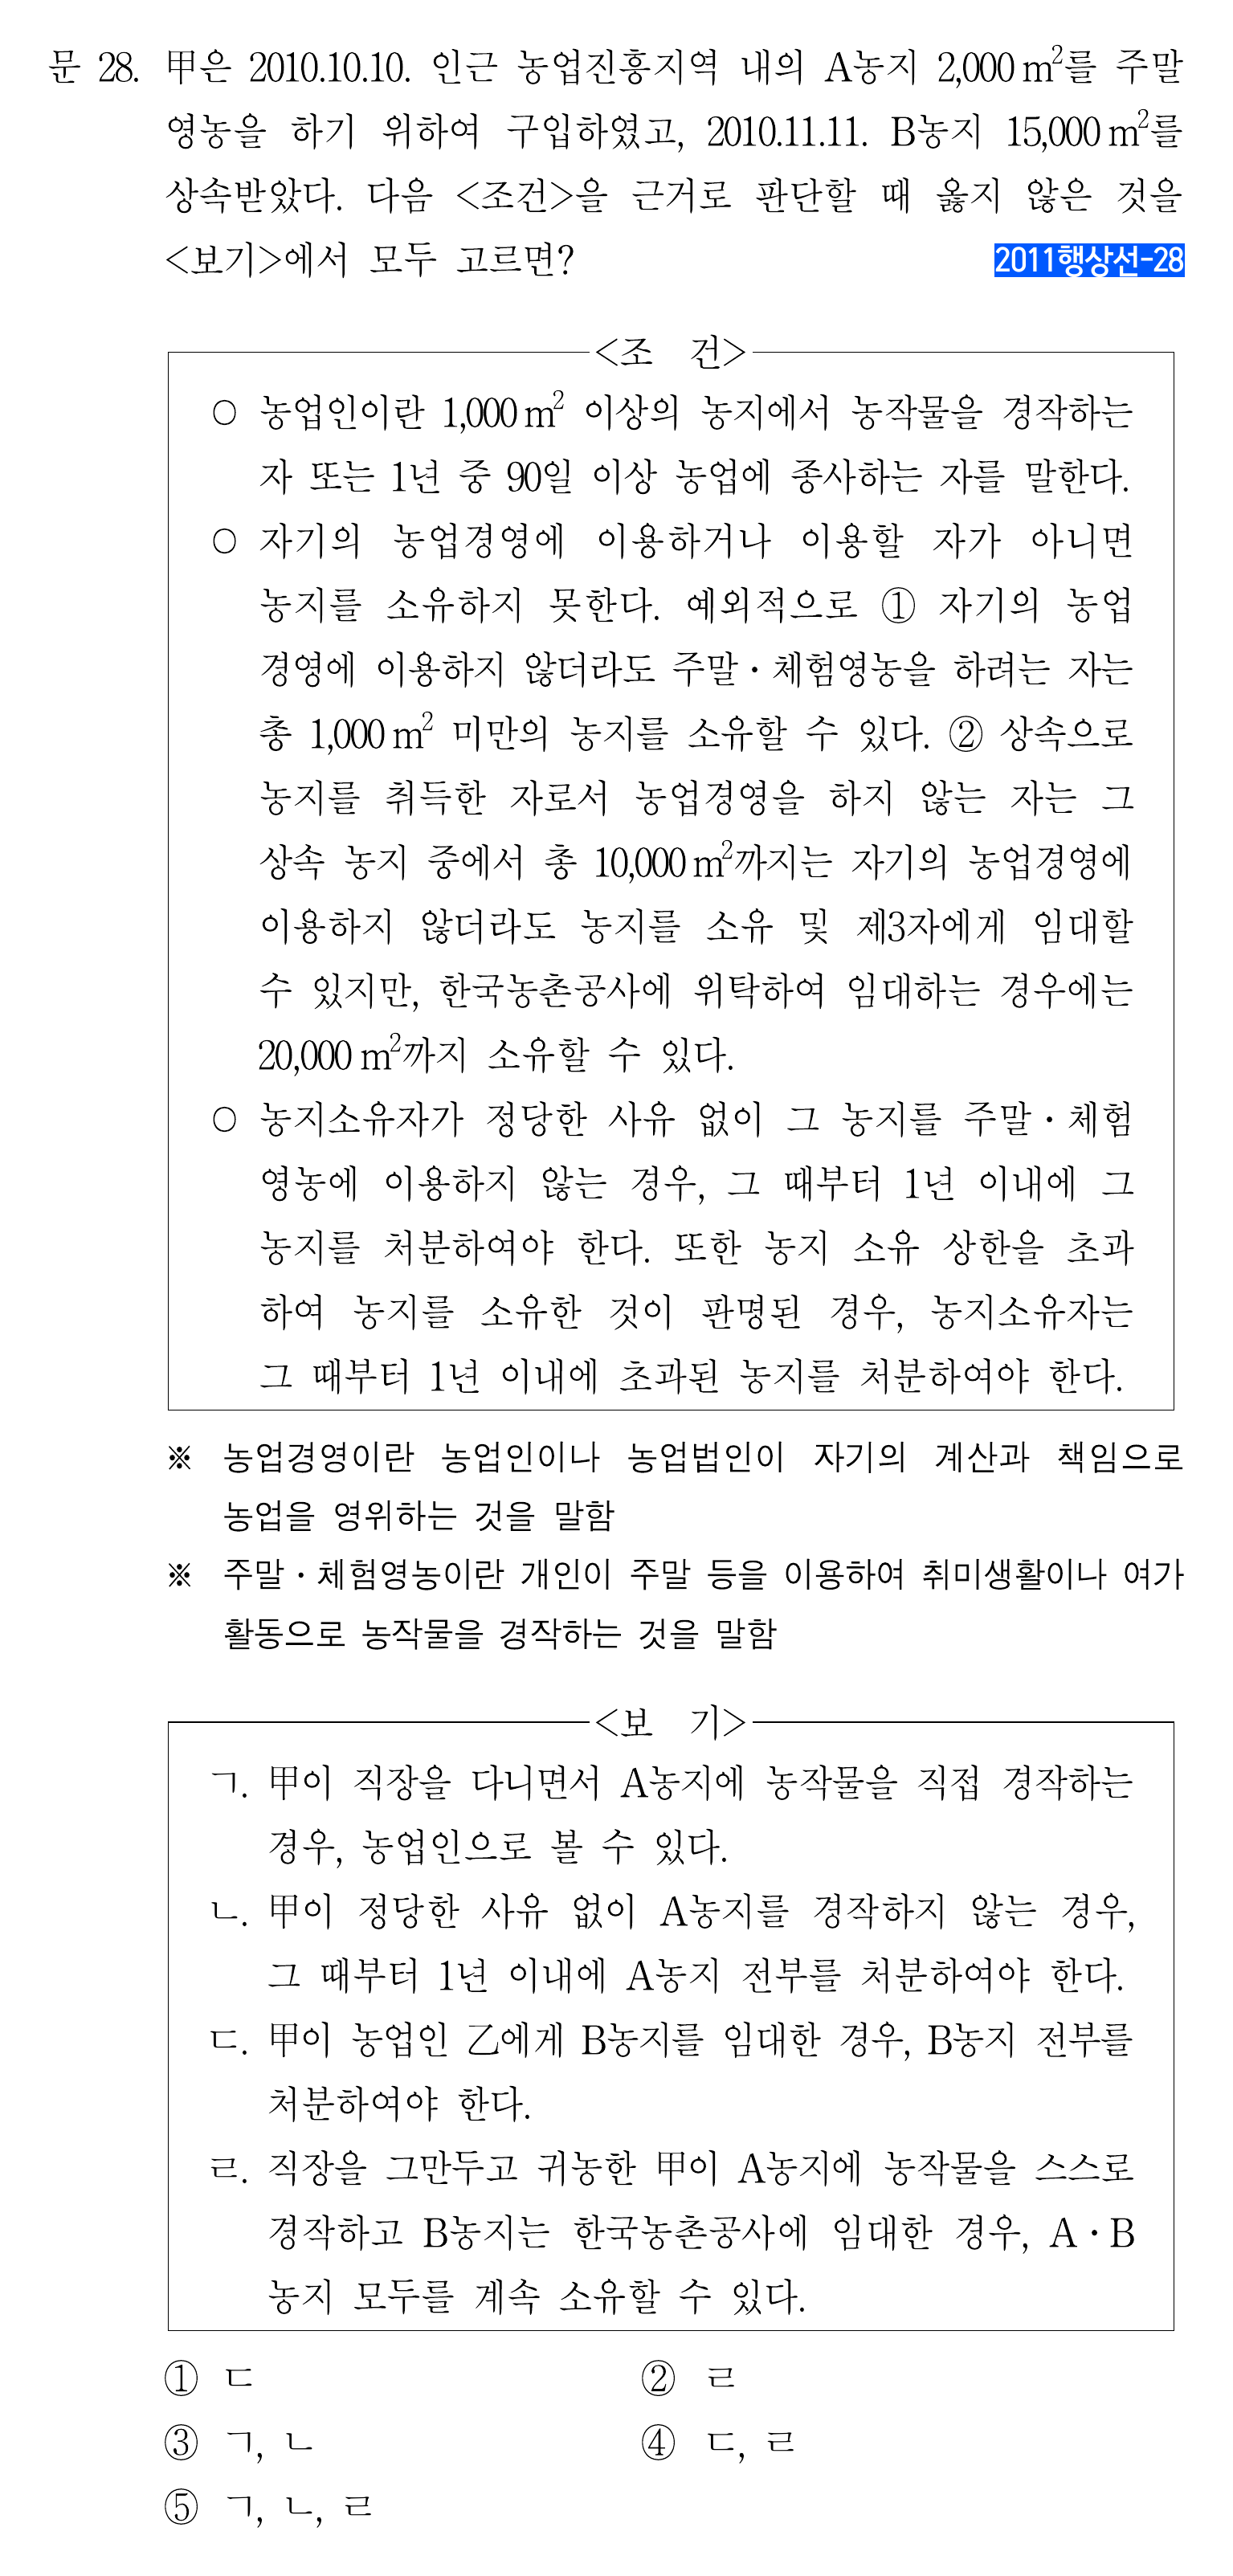 문 28. 甲은 2010.10.10. 인근 농업진흥지역 내의 A농지 2,000㎡를 주말
영농을 하기 위하여 구입하였고, 2010.11.11. B농지 15,000㎡를
상속받았다. 다음 <조건>을 근거로 판단할 때 옳지 않은 것을
<보기>에서 모두 고르면? 2011행상선-28
<조 건>
○ 농업인이란 1,000㎡ 이상의 농지에서 농작물을 경작하는
자 또는 1년 중 90일 이상 농업에 종사하는 자를 말한다.
○ 자기의 농업경영에 이용하거나 이용할 자가 아니면
농지를 소유하지 못한다. 예외적으로 ① 자기의 농업
경영에 이용하지 않더라도 주말·체험영농을 하려는 자는
총 1,000㎡ 미만의 농지를 소유할 수 있다. ② 상속으로
농지를 취득한 자로서 농업경영을 하지 않는 자는 그
상속 농지 중에서 총 10,000㎡까지는 자기의 농업경영에
이용하지 않더라도 농지를 소유 및 제3자에게 임대할
수 있지만, 한국농촌공사에 위탁하여 임대하는 경우에는
20,000㎡까지 소유할 수 있다.
○ 농지소유자가 정당한 사유 없이 그 농지를 주말·체험
영농에 이용하지 않는 경우, 그 때부터 1년 이내에 그
농지를 처분하여야 한다. 또한 농지 소유 상한을 초과
하여 농지를 소유한 것이 판명된 경우, 농지소유자는
그 때부터 1년 이내에 초과된 농지를 처분하여야 한다.
※ 농업경영이란 농업인이나 농업법인이 자기의 계산과 책임으로
농업을 영위하는 것을 말함
※ 주말·체험영농이란 개인이 주말 등을 이용하여 취미생활이나 여가
활동으로 농작물을 경작하는 것을 말함
<보 기>
ㄱ. 甲이 직장을 다니면서 A농지에 농작물을 직접 경작하는
경우, 농업인으로 볼 수 있다.
ㄴ. 甲이 정당한 사유 없이 A농지를 경작하지 않는 경우,
그 때부터 1년 이내에 A농지 전부를 처분하여야 한다.
ㄷ. 甲이 농업인 乙에게 B농지를 임대한 경우, B농지 전부를
처분하여야 한다.
ㄹ. 직장을 그만두고 귀농한 甲이 A농지에 농작물을 스스로
경작하고 B농지는 한국농촌공사에 임대한 경우, A·B
농지 모두를 계속 소유할 수 있다.
① ㄷ ② ㄹ
③ ㄱ, ㄴ ④ ㄷ, ㄹ
⑤ ㄱ, ㄴ, ㄹ